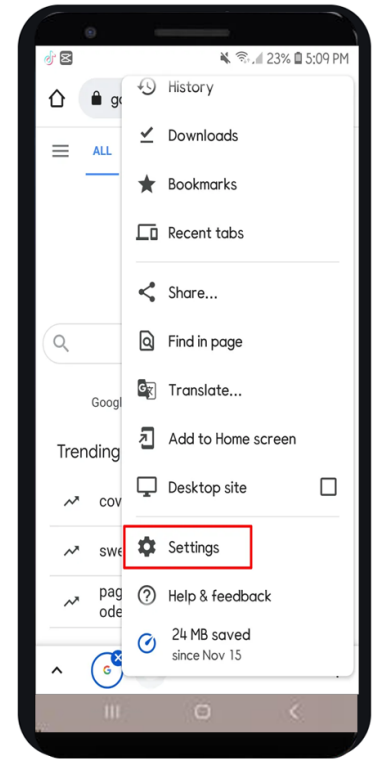 23% 5:09 PM
go
History
ALL
Downloads
Bookmarks
Recent tabs
Share...
Find in page
Translate...
Googl
Add to Home screen
Trending
Desktop site
cov
Settings
swe
pag
Help & feedback
ode
24 MB saved
since Nov 15
G